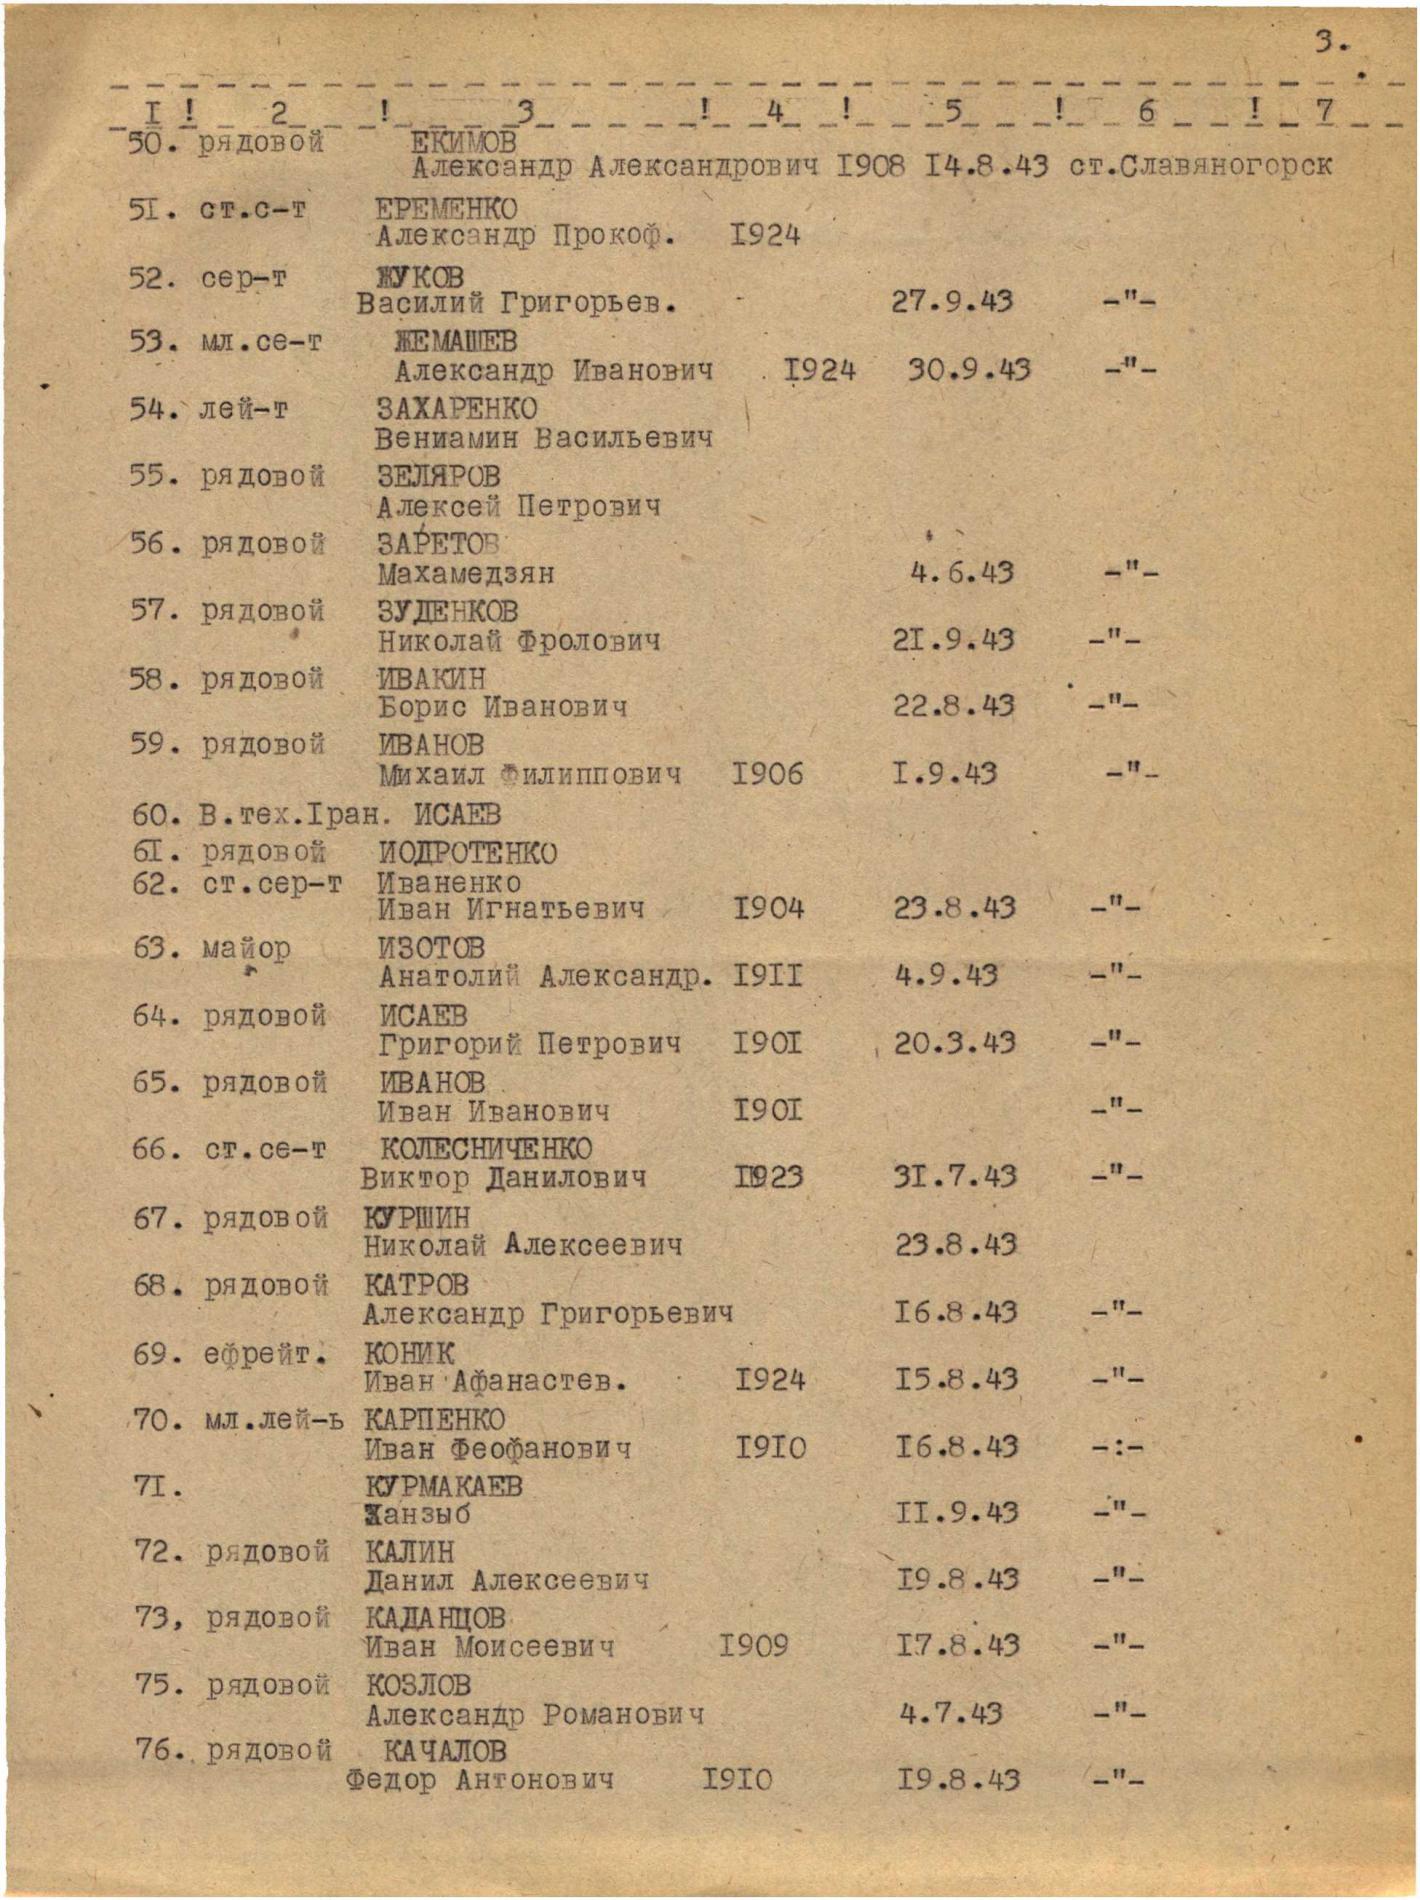 3.
I ! 2 ! 3 ! 4 ! 5 ! 6 ! 7
50. рядовой ЕКИМОВ
Александр Александрович I908 I4.8.43 ст.Славяногорск
5I. ст.с-т ЕРЕМЕНКО
Александр Прокоф. I924
52. сер-т ЖУКОВ
Василий Григорьев. 27.9.43 -"-
53. мл.се-т ЖЕМАШЕВ
Александр Иванович I924 30.9.43 -"-
54. лей-т ЗАХАРЕНКО
Вениамин Васильевич
55. рядовой ЗЕЛЯРОВ
Алексей Петрович
56. рядовой ЗАРЕТОВ
Махамедзян 4.6.43 -"-
57. рядовой ЗУДЕНКОВ
Николай Фролович 2I.9.43 -"-
58. рядовой ИВАКИН
Борис Иванович 22.8.43 -"-
59. рядовой ИВАНОВ
Михаил Филиппович I906 I.9.43 -"-
60. В.тех.Iран. ИСАЕВ
6I. рядовой ИОДРОТЕНКО
62. ст.сер-т Иваненко
Иван Игнатьевич I904 23.8.43 -"-
63. майор ИЗОТОВ
Анатолий Александр. I9II 4.9.43 -"-
64. рядовой ИСАЕВ
Григорий Петрович I90I 20.3.43 -"-
65. рядовой ИВАНОВ
Иван Иванович I90I -"-
66. ст.се-т КОЛЕСНИЧЕНКО
Виктор Данилович I923 3I.7.43 -"-
67. рядовой КУРШИН
Николай Алексеевич 23.8.43
68. рядовой КАТРОВ
Александр Григорьевич I6.8.43 -"-
69. ефрейт. КОНИК
Иван Афанастев. I924 I5.8.43 -"-
70. мл.лей-ь КАРПЕНКО
Иван Феофанович I9IO I6.8.43 -:-
7I. КУРМАКАЕВ
Ханзыб II.9.43 -"-
72. рядовой КАЛИН
Данил Алексеевич I9.8.43 -"-
73, рядовой КАДАНЦОВ
Иван Моисеевич I909 I7.8.43 -"-
75. рядовой КОЗЛОВ
Александр Романович 4.7.43 -"-
76. рядовой КАЧАЛОВ
Федор Антонович I9IO I9.8.43 -"-